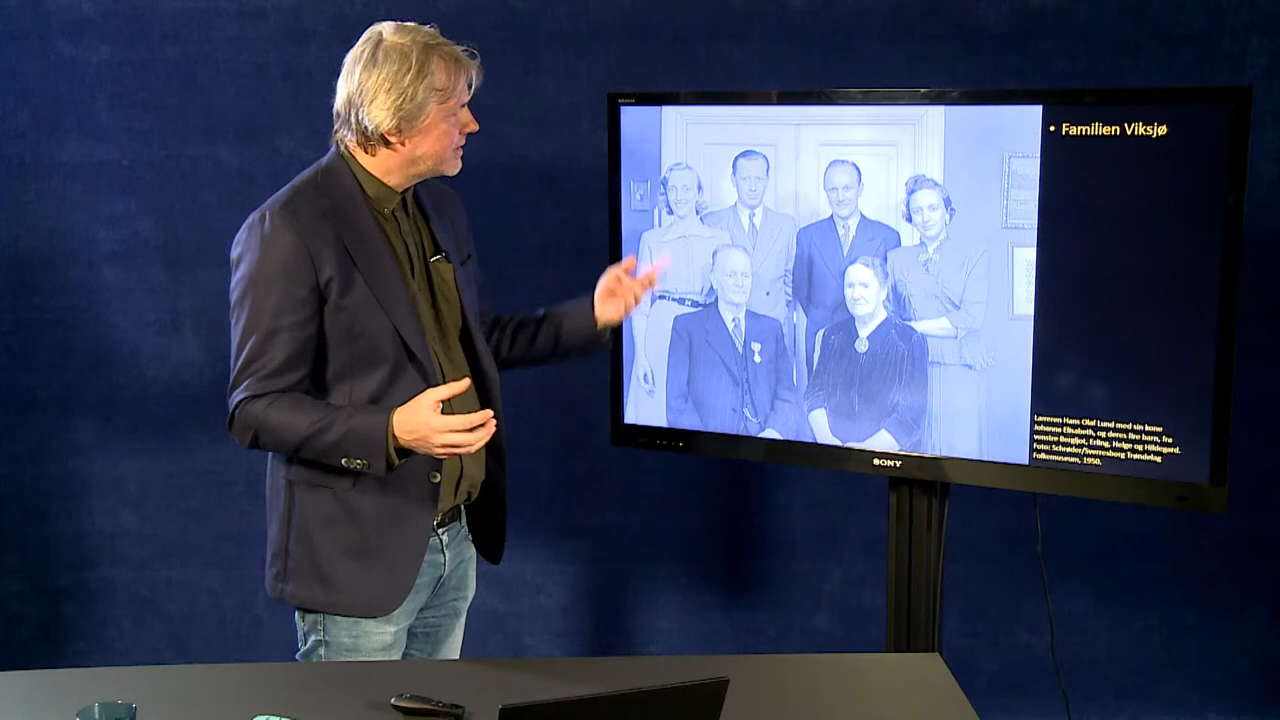 • Familien Viksjø
Læreren Hans Olaf Lund med sin kone
Johanna Elisabeth, og deres fire barn, fra
venstre Bergljot, Erling, Helge og Hildegard.
Foto: Schrøder/Sverresborg Trøndelag
Folkemuseum, 1950.
SONY